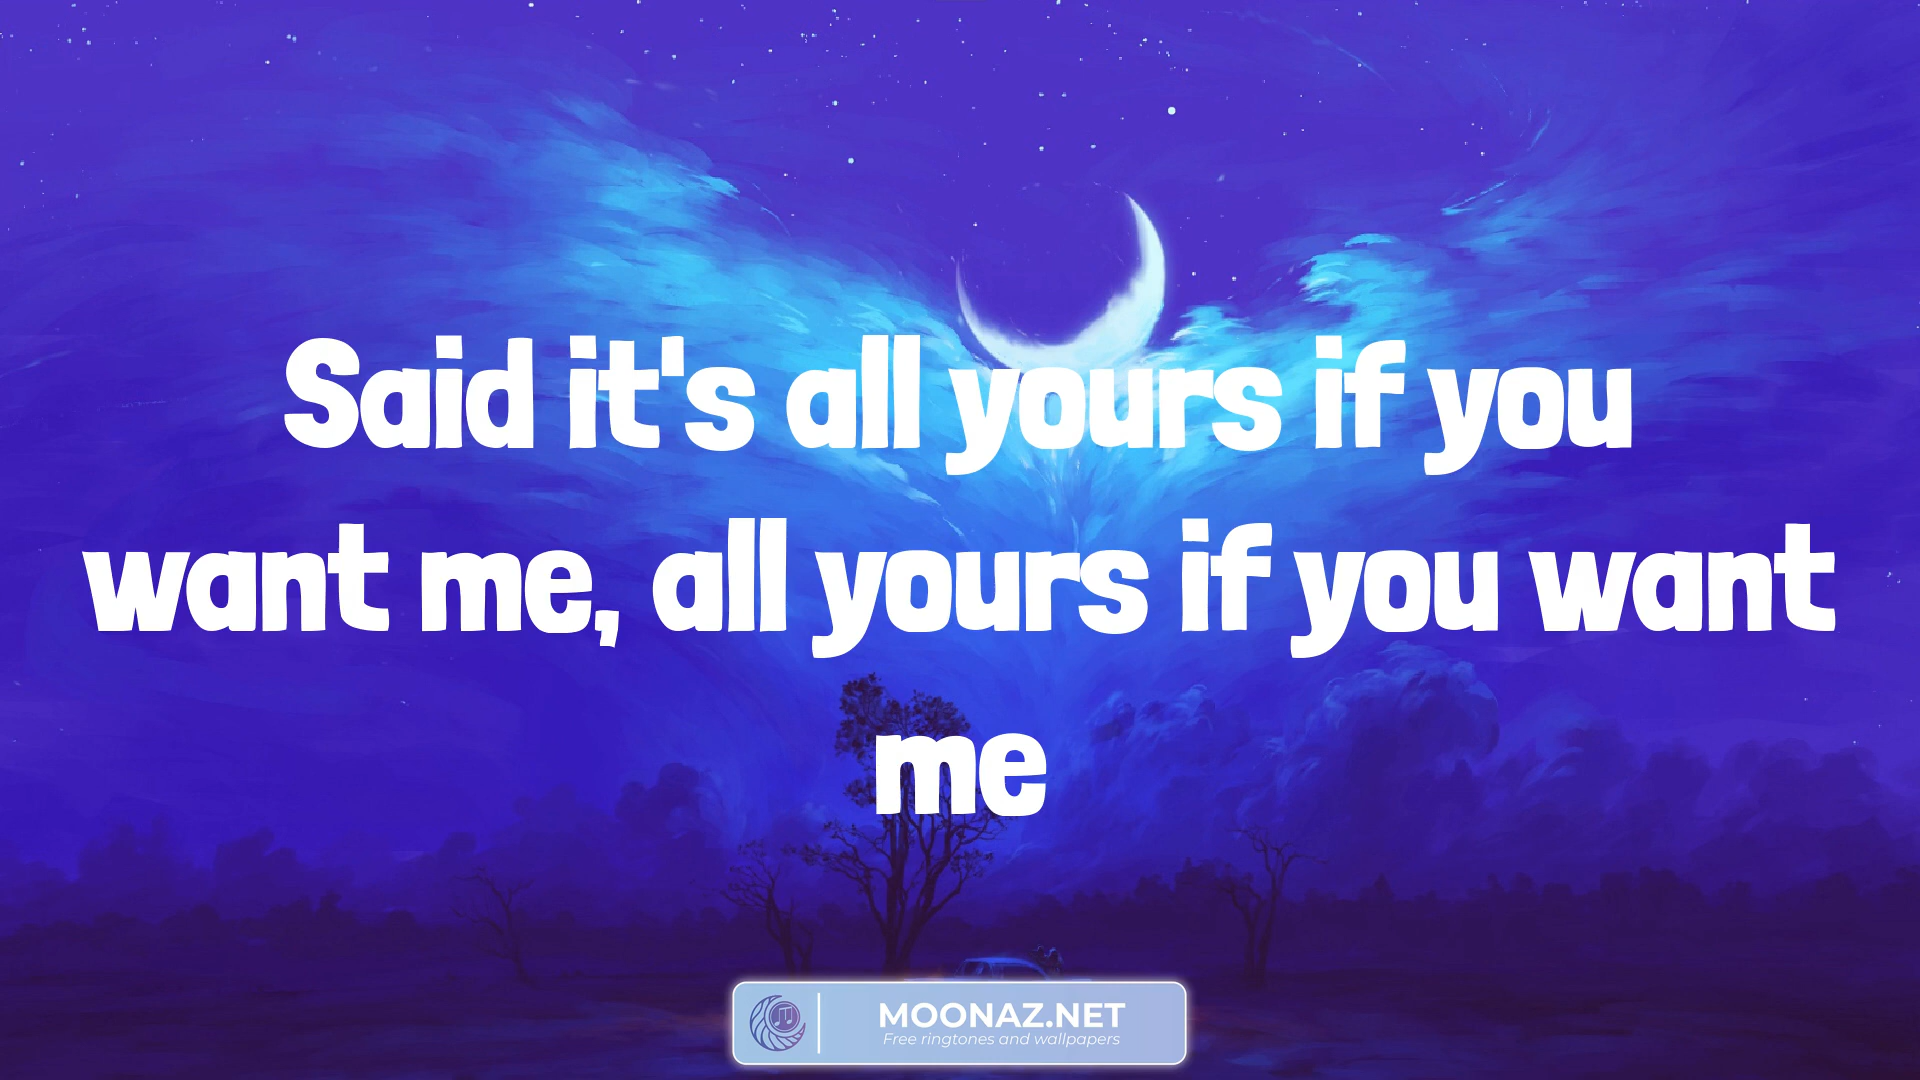 Said it's all yours if you
want me, all yours if you want
me
MOONAZ.NET
Free ringtones and wallpapers